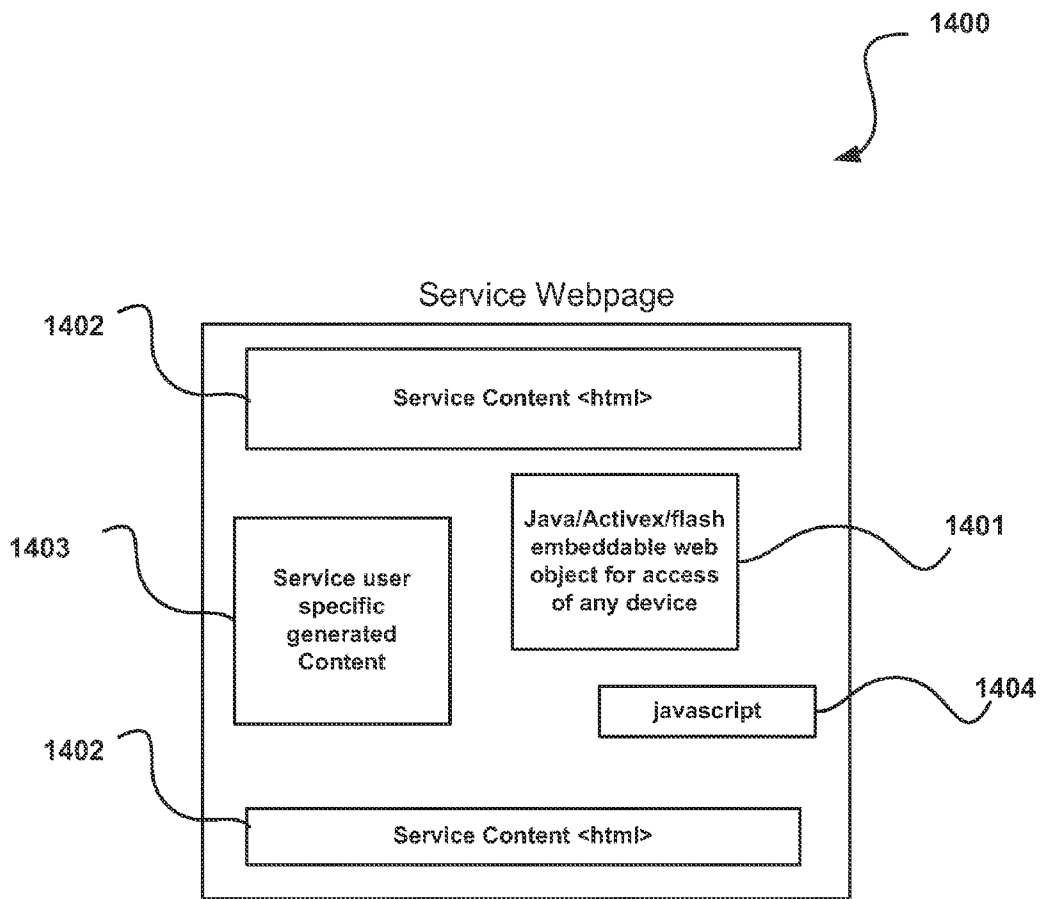 1400
Service Webpage
1402
Service Content <html>
Java/Activex/flash
embeddable web
object for access
of any device
1401
1403
Service user
specific
generated
Content
javascript
1404
1402
Service Content <html>